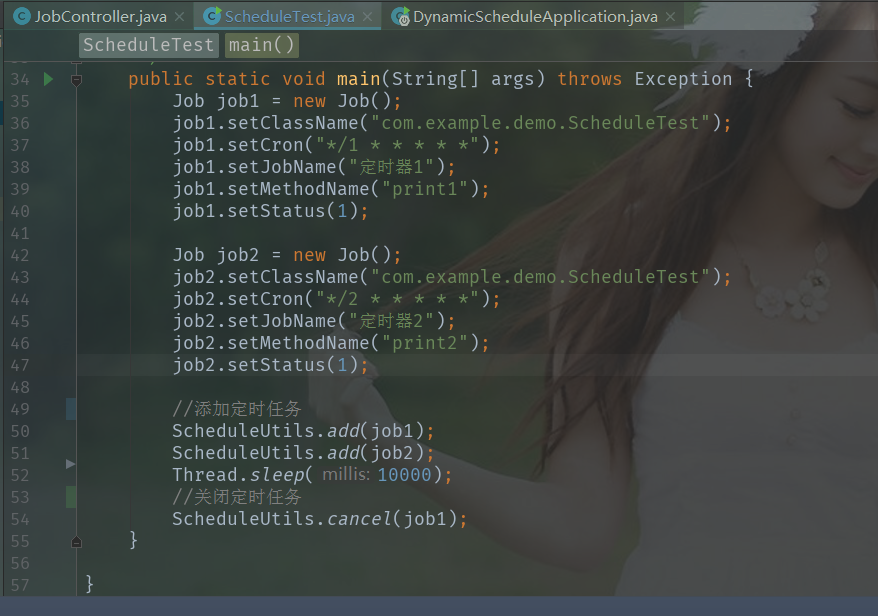 JobController.java × ScheduleTest.java × DynamicScheduleApplication.java ×
ScheduleTest main()
34 public static void main(String[] args) throws Exception {
35 Job job1 = new Job();
36 job1.setClassName("com.example.demo.ScheduleTest");
37 job1.setCron("*/1 * * * * *");
38 job1.setJobName("定时器1");
39 job1.setMethodName("print1");
40 job1.setStatus(1);
41
42 Job job2 = new Job();
43 job2.setClassName("com.example.demo.ScheduleTest");
44 job2.setCron("*/2 * * * * *");
45 job2.setJobName("定时器2");
46 job2.setMethodName("print2");
47 job2.setStatus(1);
48
49 //添加定时任务
50 ScheduleUtils.add(job1);
51 ScheduleUtils.add(job2);
52 Thread.sleep( millis: 10000);
53 //关闭定时任务
54 ScheduleUtils.cancel(job1);
55 }
56
57 }